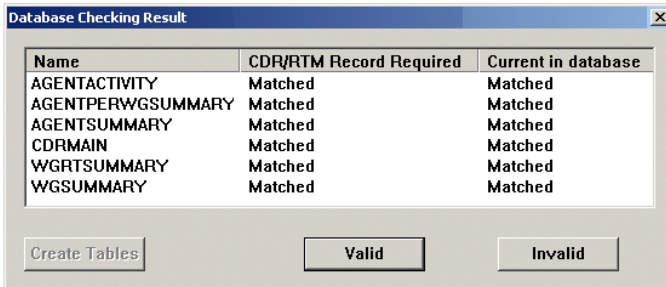 Database Checking Result
Name CDR/RTM Record Required Current in database
AGENTACTIVITY Matched Matched
AGENTPERWGSUMMARY Matched Matched
AGENTSUMMARY Matched Matched
CDRMAIN Matched Matched
WGRTSUMMARY Matched Matched
WGSUMMARY Matched Matched
Create Tables Valid Invalid